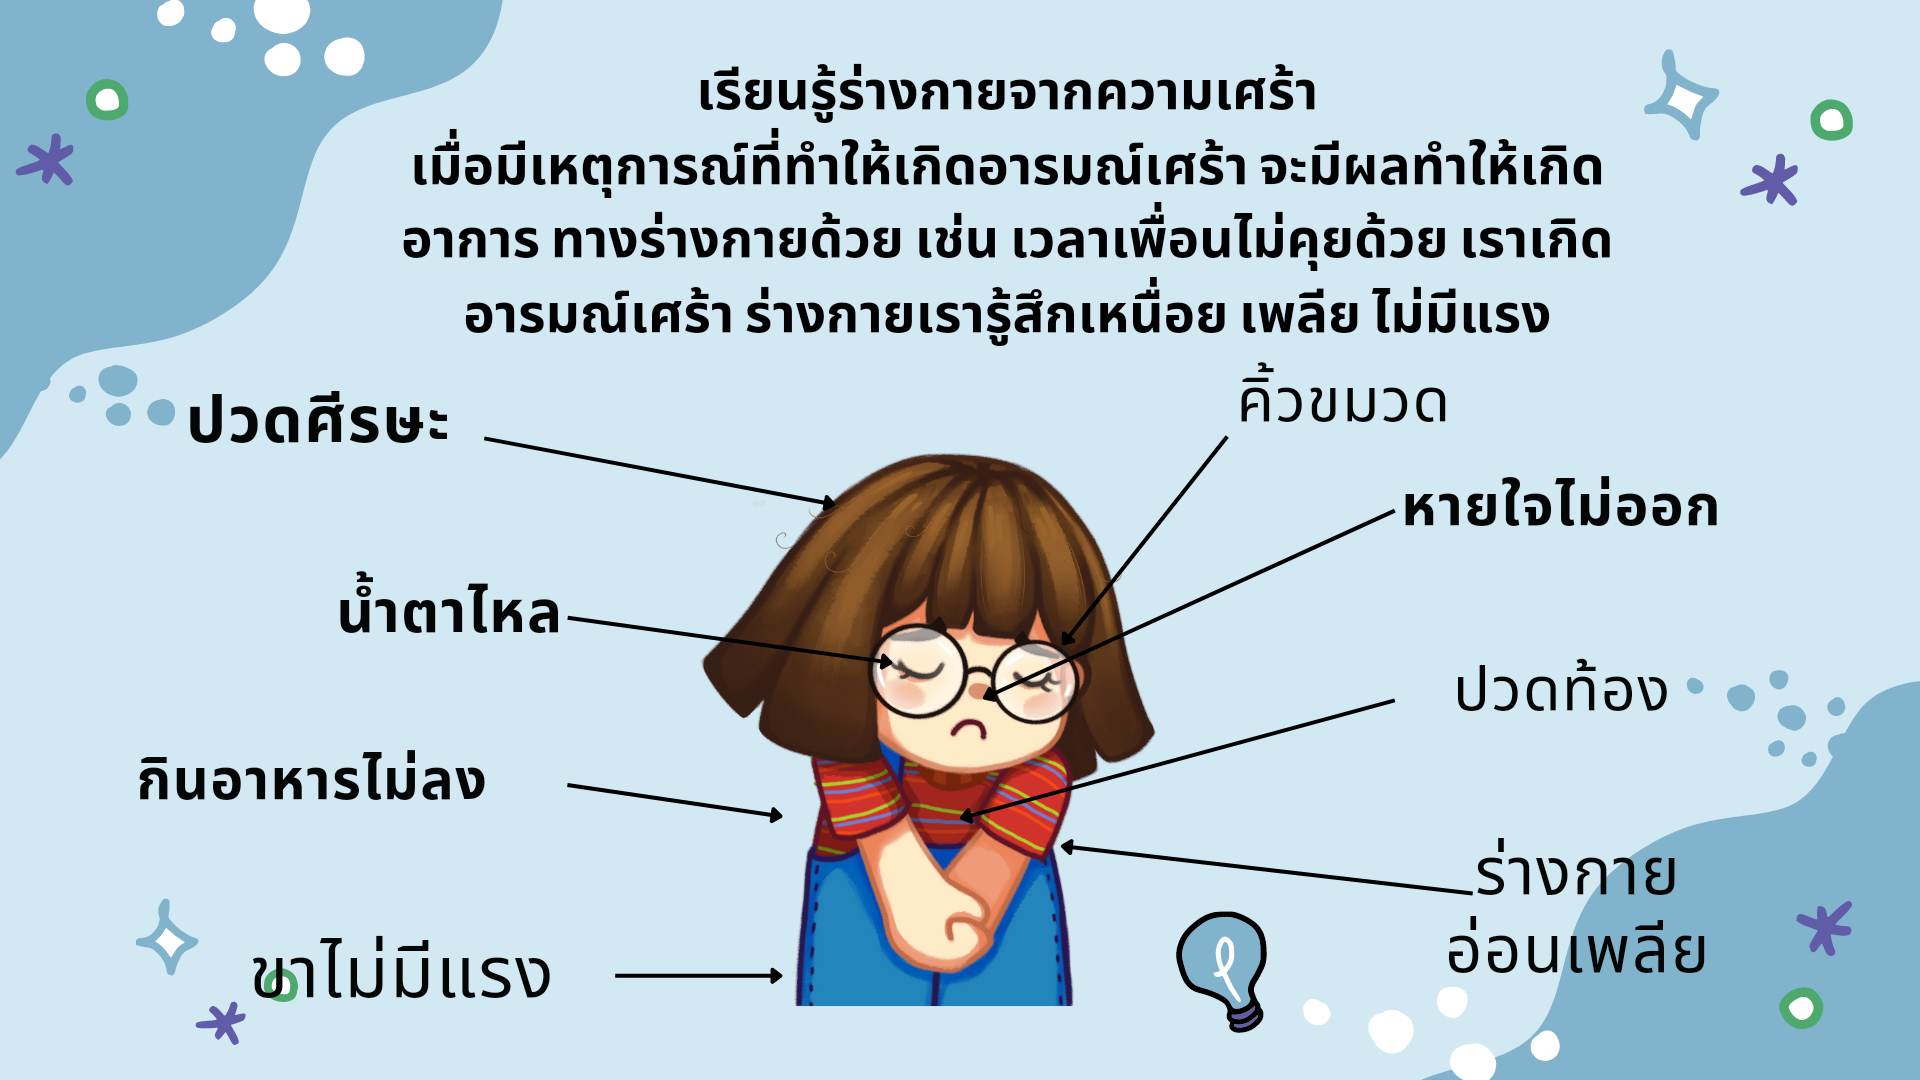 เรียนรู้ร่างกายจากความเศร้า
เมื่อมีเหตุการณ์ที่ทำให้เกิดอารมณ์เศร้า จะมีผลทำให้เกิด
อาการ ทางร่างกายด้วย เช่น เวลาเพื่อนไม่คุยด้วย เราเกิด
อารมณ์เศร้า ร่างกายเรารู้สึกเหนื่อย เพลีย ไม่มีแรง
ปวดศีรษะ
คิ้วขมวด
หายใจไม่ออก
น้ำตาไหล
ปวดท้อง
กินอาหารไม่ลง
ร่างกาย
อ่อนเพลีย
ขาไม่มีแรง